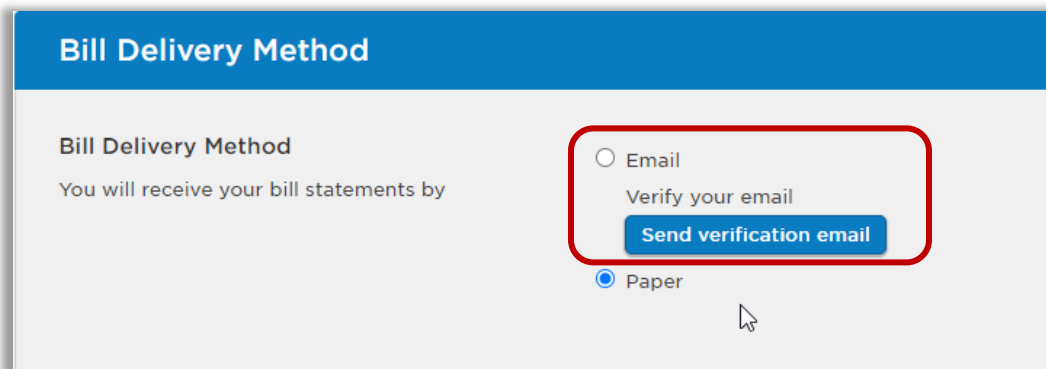 Bill Delivery Method
Bill Delivery Method
You will receive your bill statements by
Email
Verify your email
Send verification email
Paper